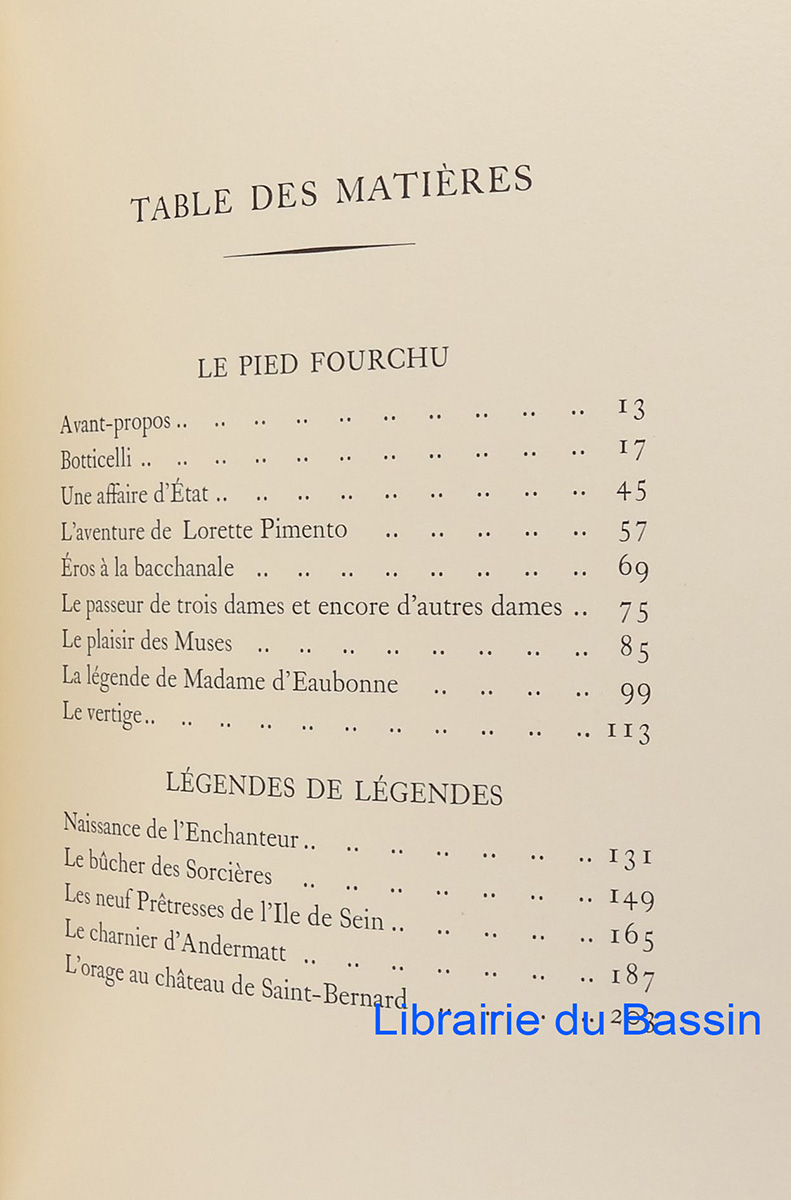 TABLE DES MATIÈRES
LE PIED FOURCHU
Avant-propos .. .. .. .. .. .. .. .. .. .. 13
Botticelli .. .. .. .. .. .. .. .. .. .. .. 17
Une affaire d'État .. .. .. .. .. .. .. .. .. 45
L'aventure de Lorette Pimento .. .. .. .. .. 57
Éros à la bacchanale .. .. .. .. .. .. .. .. 69
Le passeur de trois dames et encore d'autres dames .. 75
Le plaisir des Muses .. .. .. .. .. .. .. .. 85
La légende de Madame d'Eaubonne .. .. .. .. 99
Le vertige .. .. .. .. .. .. .. .. .. .. .. 113
LÉGENDES DE LÉGENDES
Naissance de l'Enchanteur .. .. .. .. .. .. .. 131
Le bûcher des Sorcières .. .. .. .. .. .. .. 149
Les neuf Prêtresses de l'Ile de Sein .. .. .. .. .. 165
Le charnier d'Andermatt .. .. .. .. .. .. .. 187
L'orage au château de Saint-Bernard .. .. .. .. 203
Librairie du Bassin